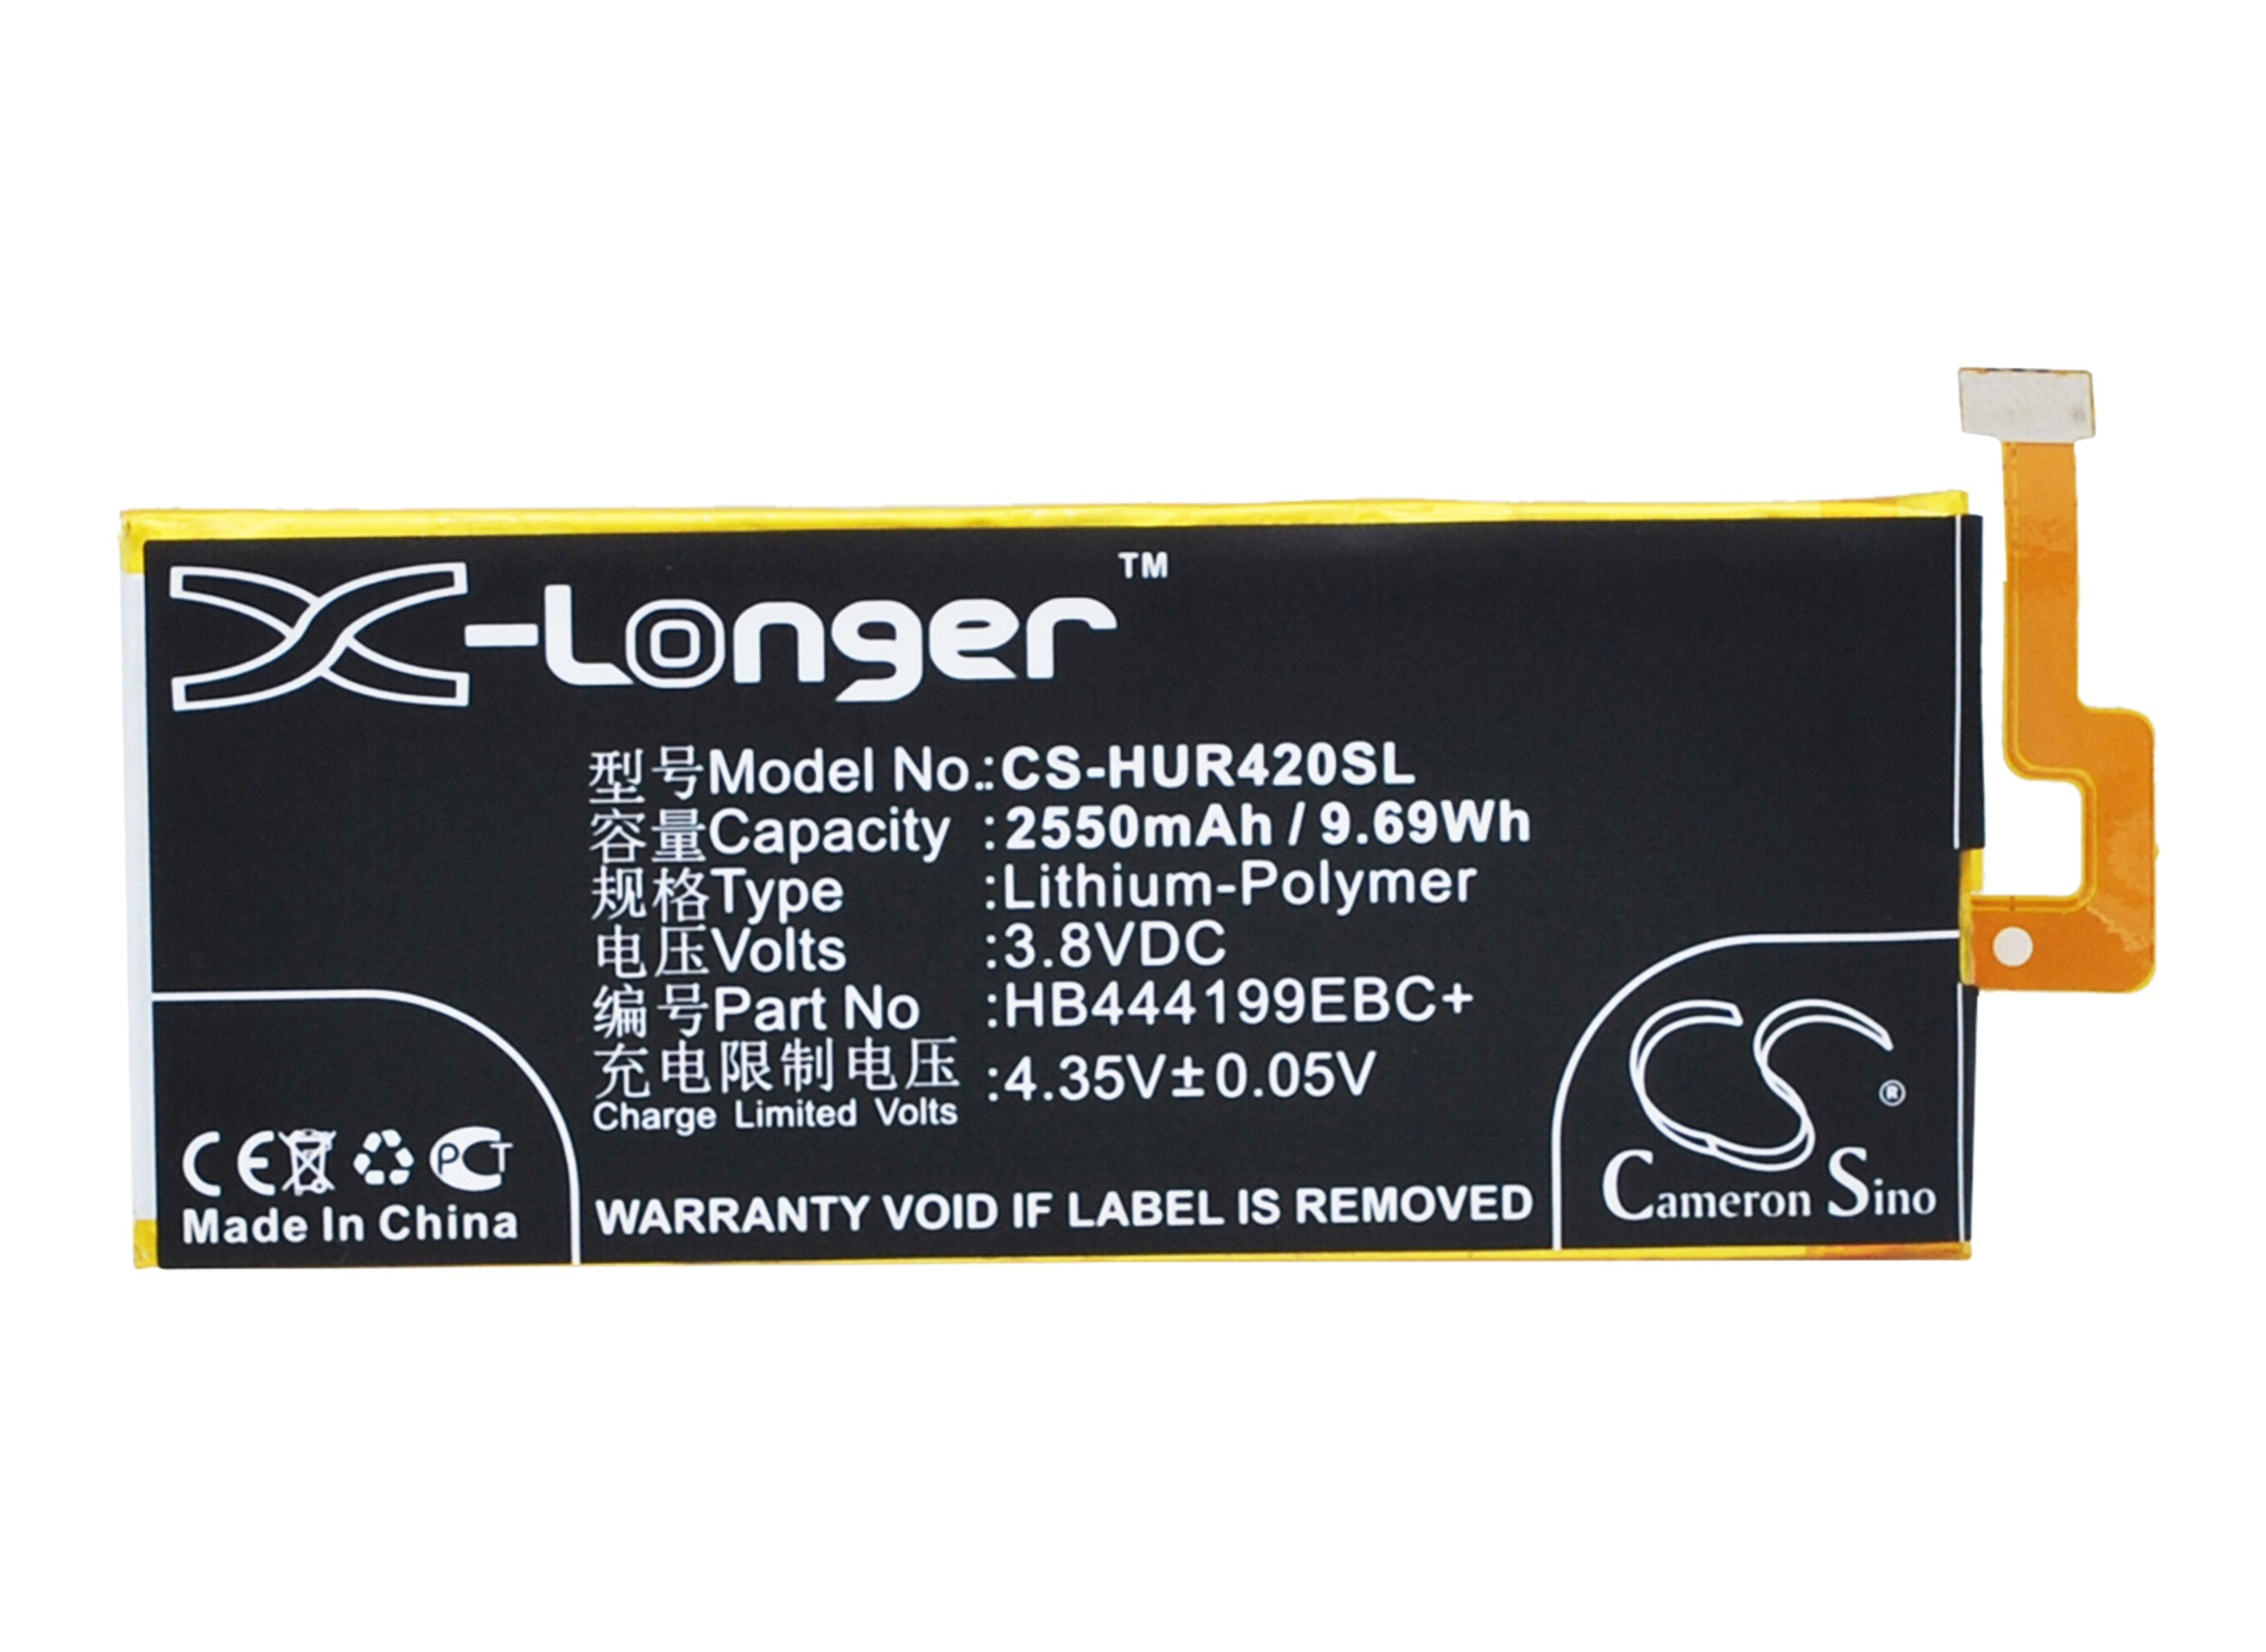 X-Longer™
型号Model No.:CS-HUR420SL
容量Capacity :2550mAh / 9.69Wh
规格Type :Lithium-Polymer
电压Volts :3.8VDC
编号Part No :HB444199EBC+
充电限制电压 :4.35V±0.05V
Charge Limited Volts
CE PCT
Made In China
WARRANTY VOID IF LABEL IS REMOVED
CS®
Cameron Sino